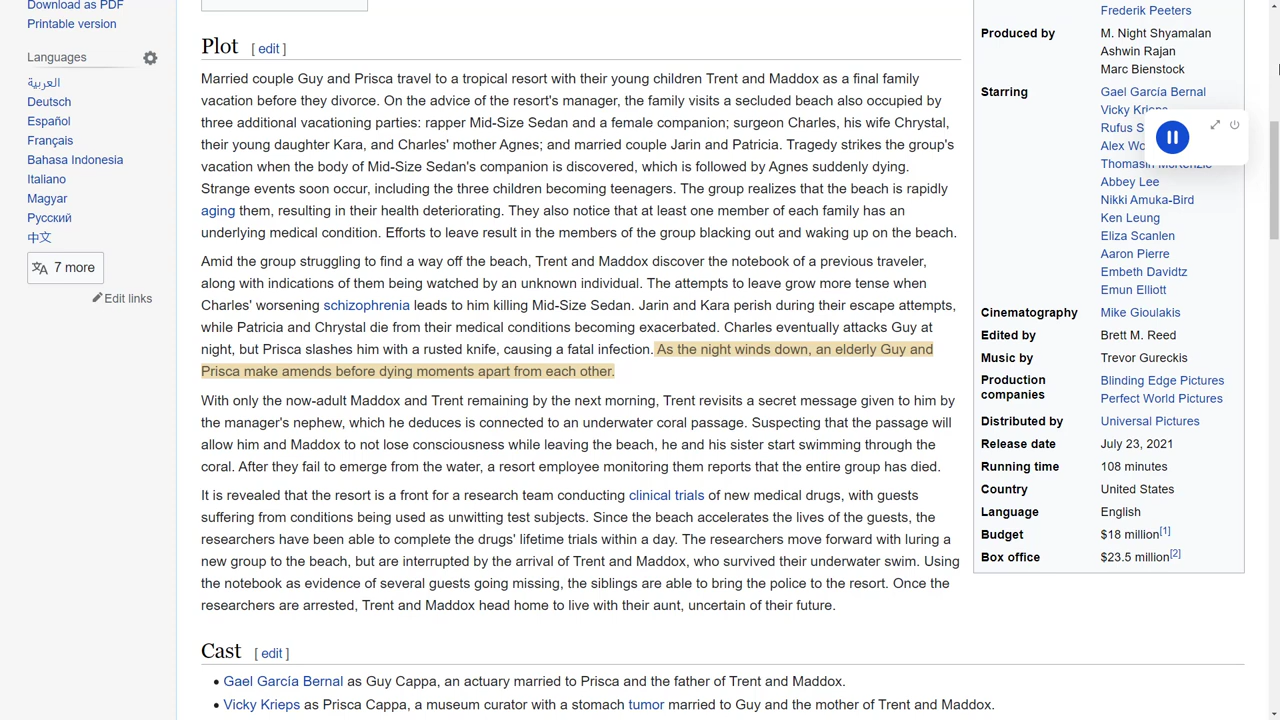 Download as PDF
Printable version
Languages
العربية
Deutsch
Español
Français
Bahasa Indonesia
Italiano
Magyar
Русский
中文
7 more
Edit links
Plot [ edit ]
Married couple Guy and Prisca travel to a tropical resort with their young children Trent and Maddox as a final family
vacation before they divorce. On the advice of the resort's manager, the family visits a secluded beach also occupied by
three additional vacationing parties: rapper Mid-Size Sedan and a female companion; surgeon Charles, his wife Chrystal,
their young daughter Kara, and Charles' mother Agnes; and married couple Jarin and Patricia. Tragedy strikes the group's
vacation when the body of Mid-Size Sedan's companion is discovered, which is followed by Agnes suddenly dying.
Strange events soon occur, including the three children becoming teenagers. The group realizes that the beach is rapidly
aging them, resulting in their health deteriorating. They also notice that at least one member of each family has an
underlying medical condition. Efforts to leave result in the members of the group blacking out and waking up on the beach.
Amid the group struggling to find a way off the beach, Trent and Maddox discover the notebook of a previous traveler,
along with indications of them being watched by an unknown individual. The attempts to leave grow more tense when
Charles' worsening schizophrenia leads to him killing Mid-Size Sedan. Jarin and Kara perish during their escape attempts,
while Patricia and Chrystal die from their medical conditions becoming exacerbated. Charles eventually attacks Guy at
night, but Prisca slashes him with a rusted knife, causing a fatal infection. As the night winds down, an elderly Guy and
Prisca make amends before dying moments apart from each other.
With only the now-adult Maddox and Trent remaining by the next morning, Trent revisits a secret message given to him by
the manager's nephew, which he deduces is connected to an underwater coral passage. Suspecting that the passage will
allow him and Maddox to not lose consciousness while leaving the beach, he and his sister start swimming through the
coral. After they fail to emerge from the water, a resort employee monitoring them reports that the entire group has died.
It is revealed that the resort is a front for a research team conducting clinical trials of new medical drugs, with guests
suffering from conditions being used as unwitting test subjects. Since the beach accelerates the lives of the guests, the
researchers have been able to complete the drugs' lifetime trials within a day. The researchers move forward with luring a
new group to the beach, but are interrupted by the arrival of Trent and Maddox, who survived their underwater swim. Using
the notebook as evidence of several guests going missing, the siblings are able to bring the police to the resort. Once the
researchers are arrested, Trent and Maddox head home to live with their aunt, uncertain of their future.
Cast [ edit ]
• Gael García Bernal as Guy Cappa, an actuary married to Prisca and the father of Trent and Maddox.
• Vicky Krieps as Prisca Cappa, a museum curator with a stomach tumor married to Guy and the mother of Trent and Maddox.
Frederik Peeters
Produced by M. Night Shyamalan
Ashwin Rajan
Marc Bienstock
Starring Gael García Bernal
Vicky Krieps
Rufus S
Alex Wo
Thomasin McKenzie
Abbey Lee
Nikki Amuka-Bird
Ken Leung
Eliza Scanlen
Aaron Pierre
Embeth Davidtz
Emun Elliott
Cinematography Mike Gioulakis
Edited by Brett M. Reed
Music by Trevor Gureckis
Production companies Blinding Edge Pictures
Perfect World Pictures
Distributed by Universal Pictures
Release date July 23, 2021
Running time 108 minutes
Country United States
Language English
Budget $18 million[1]
Box office $23.5 million[2]